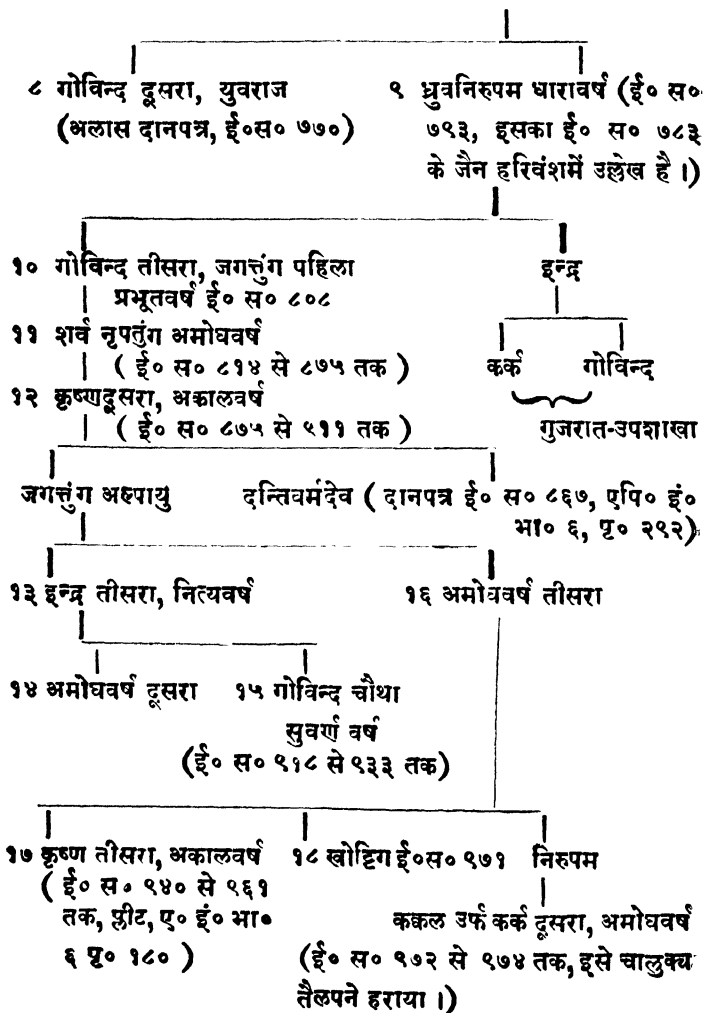 ८ गोविन्द दूसरा, युवराज ९ ध्रुवनिरुपम धारावर्ष (ई० स०
(अलास दानपत्र, ई०स० ७७०) ७९३, इसका ई० स० ७८३
के जैन हरिवंशमें उल्लेख है।)
१० गोविन्द तीसरा, जगत्तुंग पहिला इन्द्र
प्रभूतवर्ष ई० स० ८०८
११ शर्व नृपतुंग अमोघवर्ष
( ई० स० ८१४ से ८७५ तक ) कर्क गोविन्द
१२ कृष्णदूसरा, अकालवर्ष
( ई० स० ८७५ से ९११ तक ) गुजरात-उपशाखा
जगत्तुंग अल्पायु दन्तिवर्मदेव ( दानपत्र ई० स० ८६७, एपि० इं०
भा० ६, पृ० २९२)
१३ इन्द्र तीसरा, नित्यवर्ष १६ अमोघवर्ष तीसरा
१४ अमोघवर्ष दूसरा १५ गोविन्द चौथा
सुवर्ण वर्ष
(ई० स० ९१८ से ९३३ तक)
१७ कृष्ण तीसरा, अकालवर्ष १८ खोट्टिग ई०स० ९७१ निरुपम
( ई० स० ९४० से ९६१
तक, फ़्लीट, ए० इं० भा० ककल उर्फ कर्क दूसरा, अमोघवर्ष
६ पृ० १८० ) (ई० स० ९७२ से ९७४ तक, इसे चालुक्य
तैलपने हराया।)